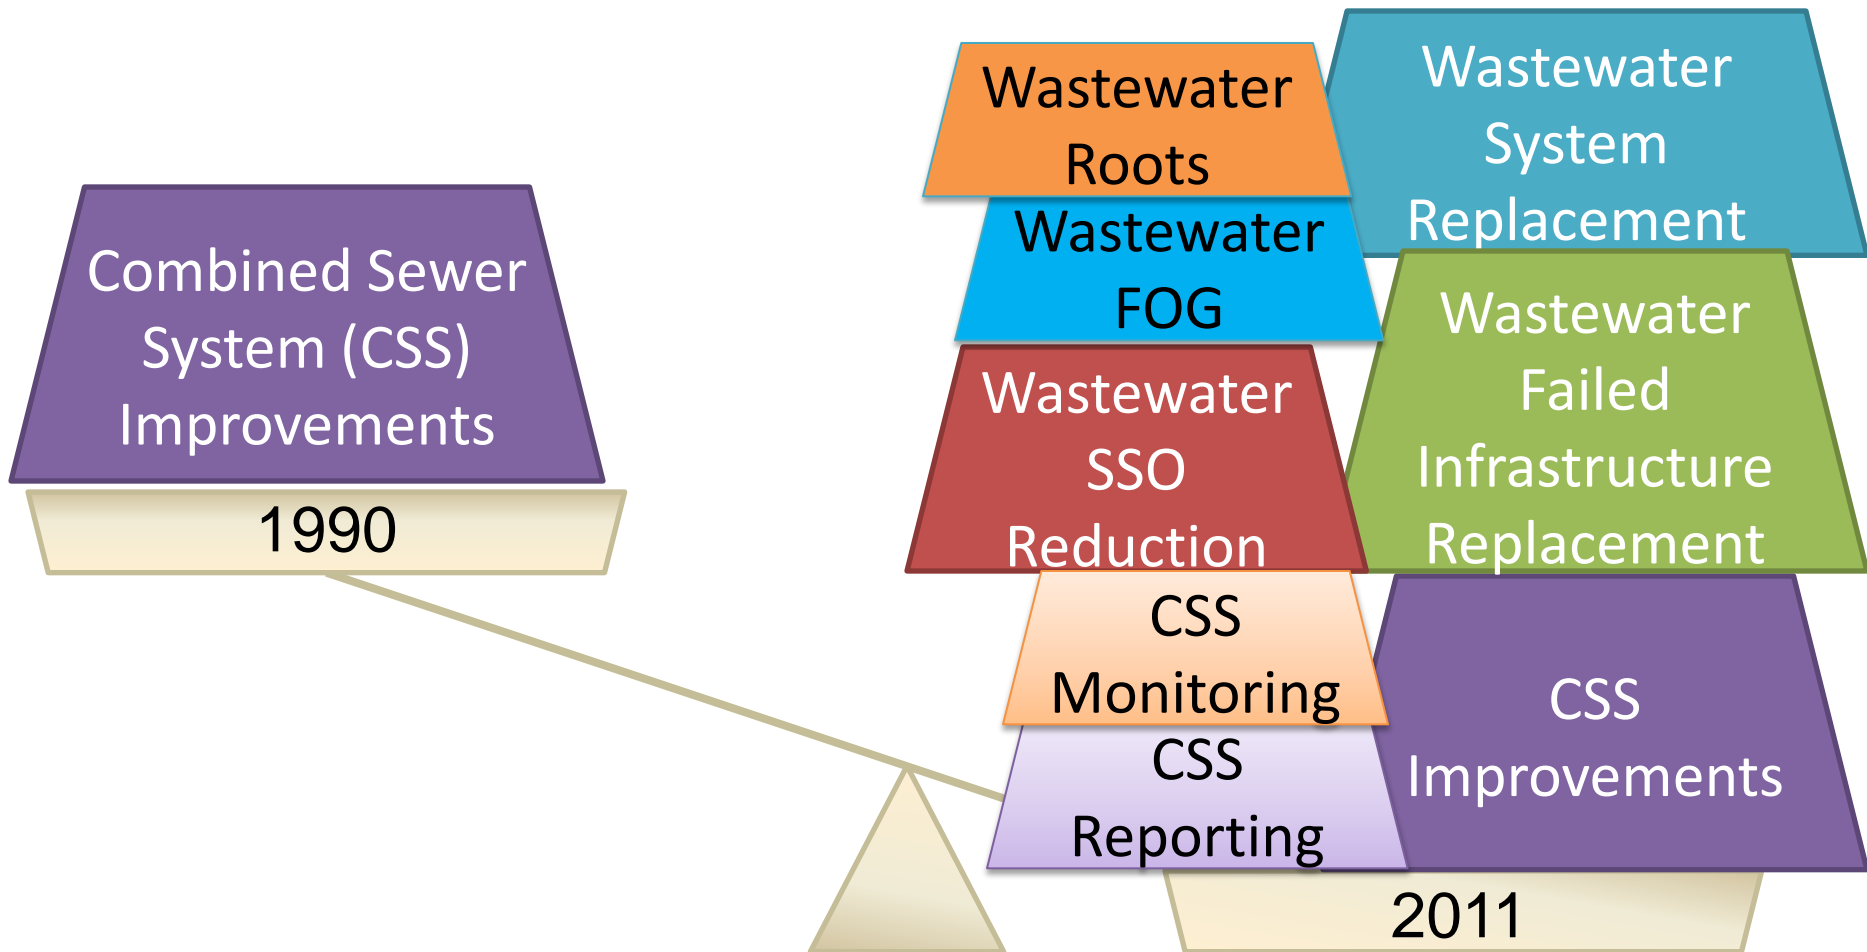 Combined Sewer
System (CSS)
Improvements
1990
Wastewater
Roots
Wastewater
FOG
Wastewater
SSO
Reduction
CSS
Monitoring
CSS
Reporting
Wastewater
System
Replacement
Wastewater
Failed
Infrastructure
Replacement
CSS
Improvements
2011